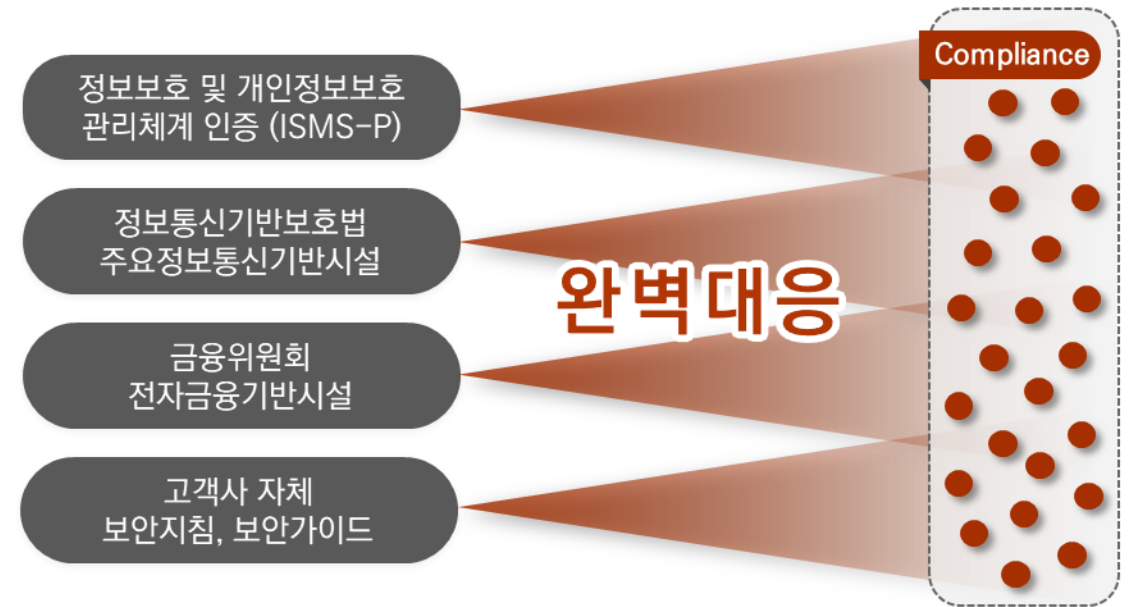 정보보호 및 개인정보보호
관리체계 인증 (ISMS-P)
정보통신기반보호법
주요정보통신기반시설
금융위원회
전자금융기반시설
고객사 자체
보안지침, 보안가이드
완벽대응
Compliance